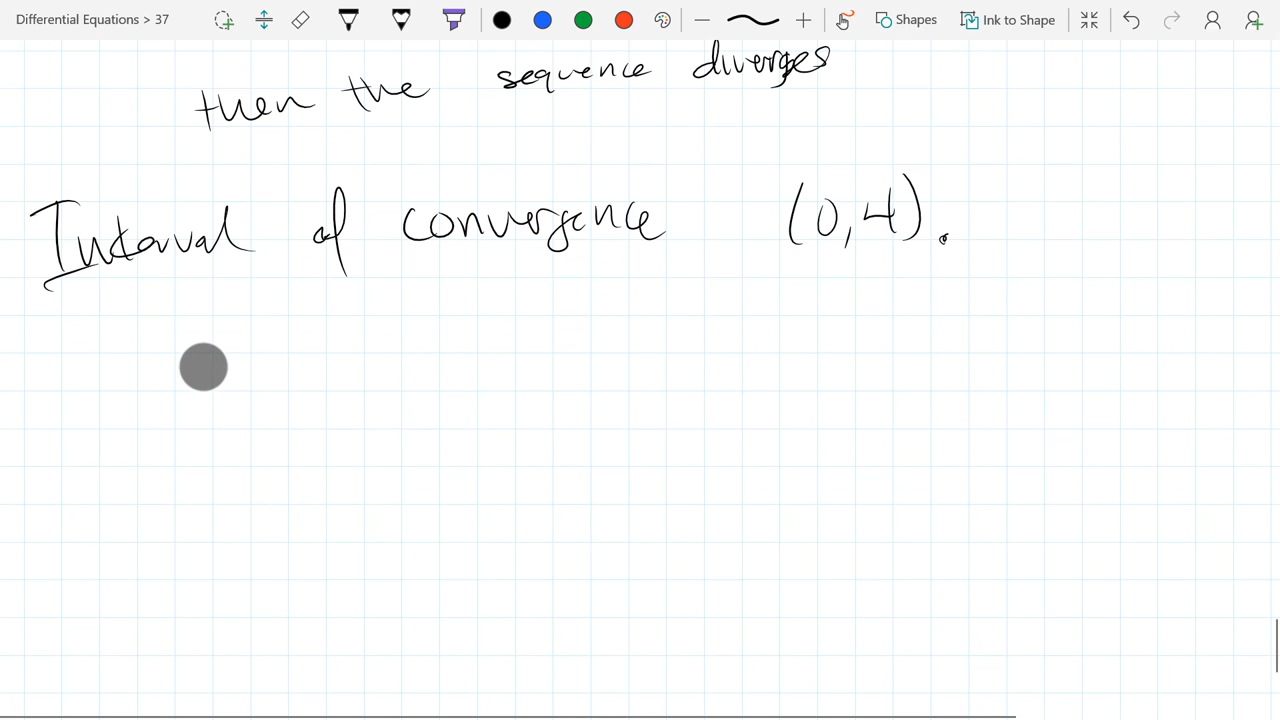 Differential Equations > 37
Shapes
Ink to Shape
then the sequence diverges
Interval of convergence (0,4).